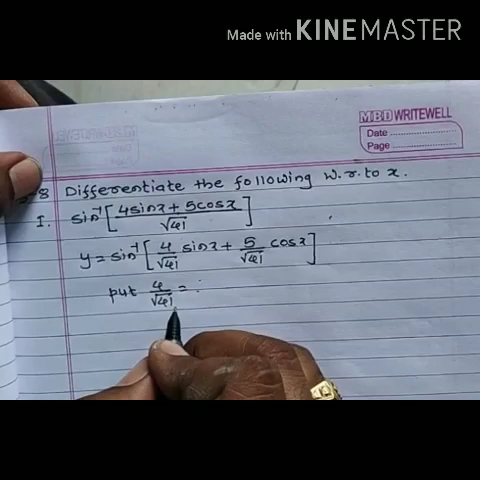 Made with KINEMASTER
MBD WRITEWELL
Date
Page
8 Differentiate the following w.r.to x.
I. sin⁻¹[4sinx + 5cosx / √41]
y = sin⁻¹[4/√41 sinx + 5/√41 cosx]
put 4/√41 =